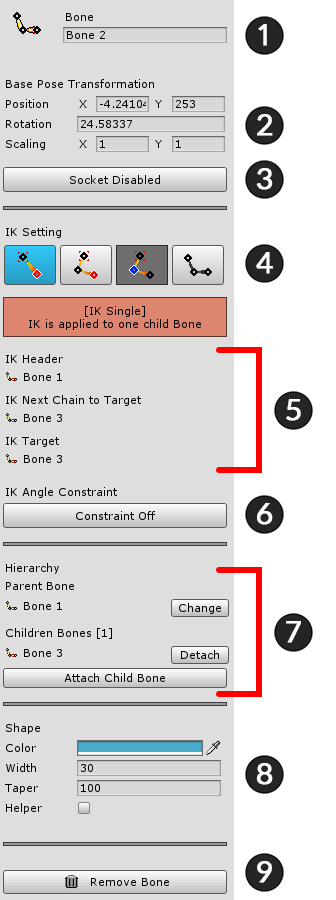 Bone
Bone 2
1
Base Pose Transformation
Position X -4.24104 Y 253
Rotation 24.58337
2
Scaling X 1 Y 1
Socket Disabled
3
IK Setting
4
[IK Single]
IK is applied to one child Bone
IK Header
Bone 1
IK Next Chain to Target
5
Bone 3
IK Target
Bone 3
IK Angle Constraint
Constraint Off
6
Hierarchy
Parent Bone
Bone 1 Change
7
Children Bones [1]
Bone 3 Detach
Attach Child Bone
Shape
Color
Width 30
8
Taper 100
Helper
Remove Bone
9